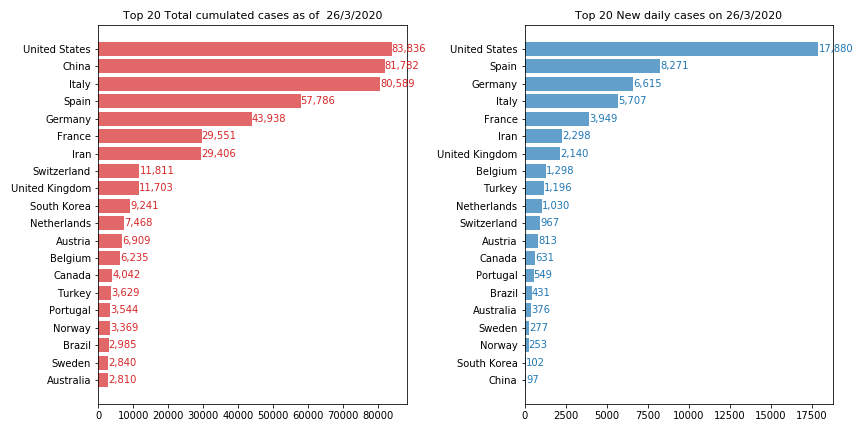 Top 20 Total cumulated cases as of  26/3/2020
United States 83,836
China 81,782
Italy 80,589
Spain 57,786
Germany 43,938
France 29,551
Iran 29,406
Switzerland 11,811
United Kingdom 11,703
South Korea 9,241
Netherlands 7,468
Austria 6,909
Belgium 6,235
Canada 4,042
Turkey 3,629
Portugal 3,544
Norway 3,369
Brazil 2,985
Sweden 2,840
Australia 2,810
0 10000 20000 30000 40000 50000 60000 70000 80000
Top 20 New daily cases on 26/3/2020
United States 17,880
Spain 8,271
Germany 6,615
Italy 5,707
France 3,949
Iran 2,298
United Kingdom 2,140
Belgium 1,298
Turkey 1,196
Netherlands 1,030
Switzerland 967
Austria 813
Canada 631
Portugal 549
Brazil 431
Australia 376
Sweden 277
Norway 253
South Korea 102
China 97
0 2500 5000 7500 10000 12500 15000 17500